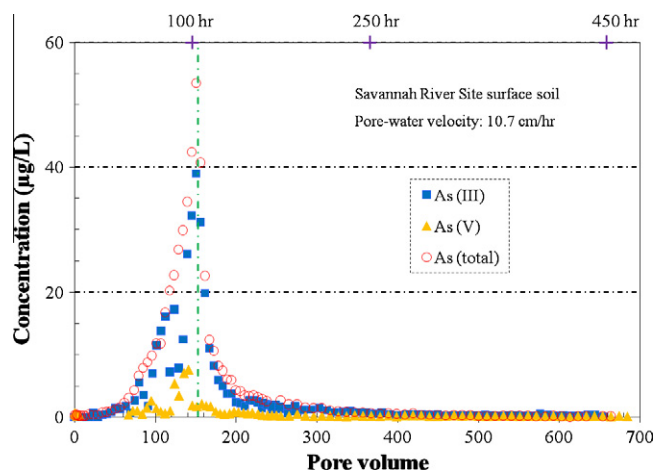 100 hr 250 hr 450 hr
60
Savannah River Site surface soil
Pore-water velocity: 10.7 cm/hr
40
As (III)
As (V)
As (total)
20
0
0 100 200 300 400 500 600 700
Concentration (µg/L)
Pore volume